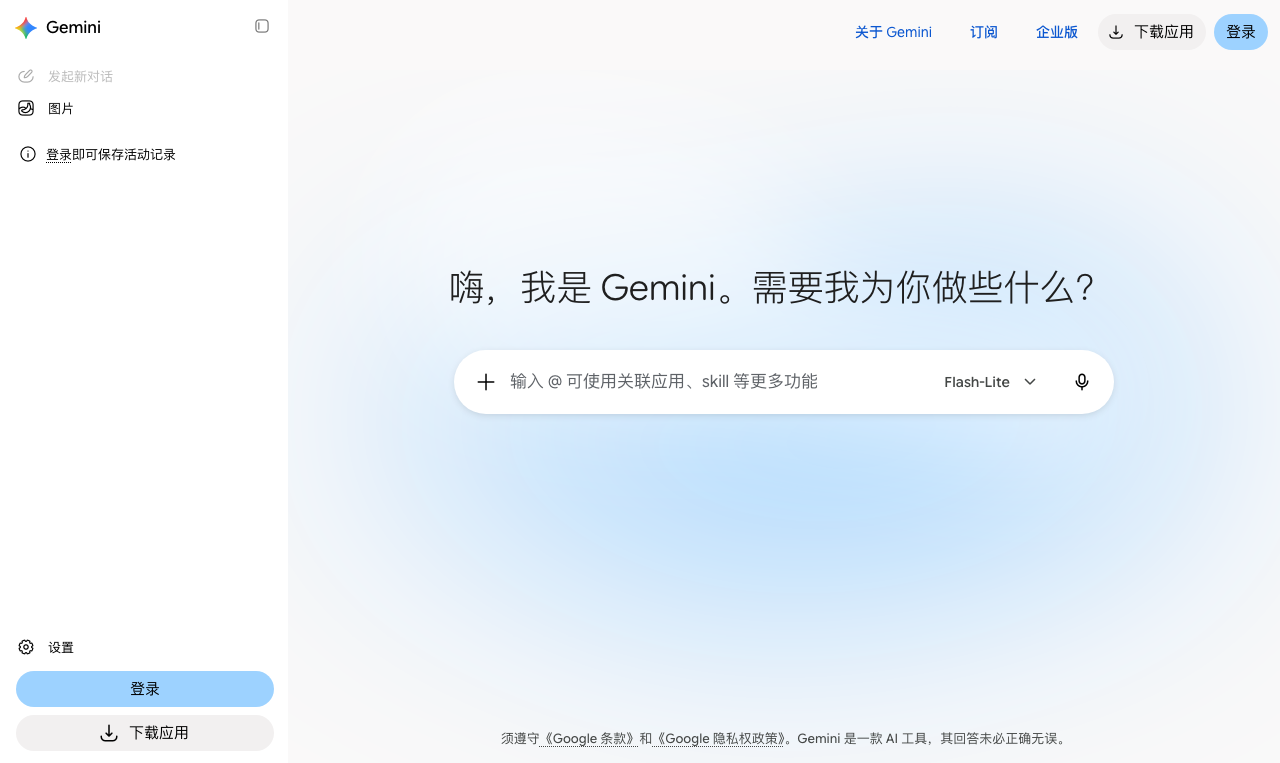 Gemini
发起新对话
图片
登录即可保存活动记录
设置
登录
下载应用
关于 Gemini
订阅
企业版
下载应用
登录
嗨，我是 Gemini。需要我为你做些什么？
输入 @ 可使用关联应用、skill 等更多功能
Flash-Lite
须遵守《Google 条款》和《Google 隐私权政策》。Gemini 是一款 AI 工具，其回答未必正确无误。